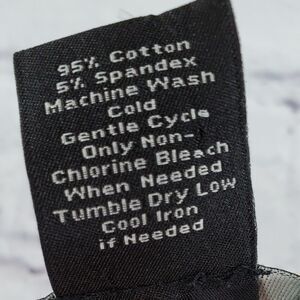 95% Cotton
5% Spandex
Machine Wash
Cold
Gentle Cycle
Only Non-
Chlorine Bleach
When Needed
Tumble Dry Low
Cool Iron
if Needed